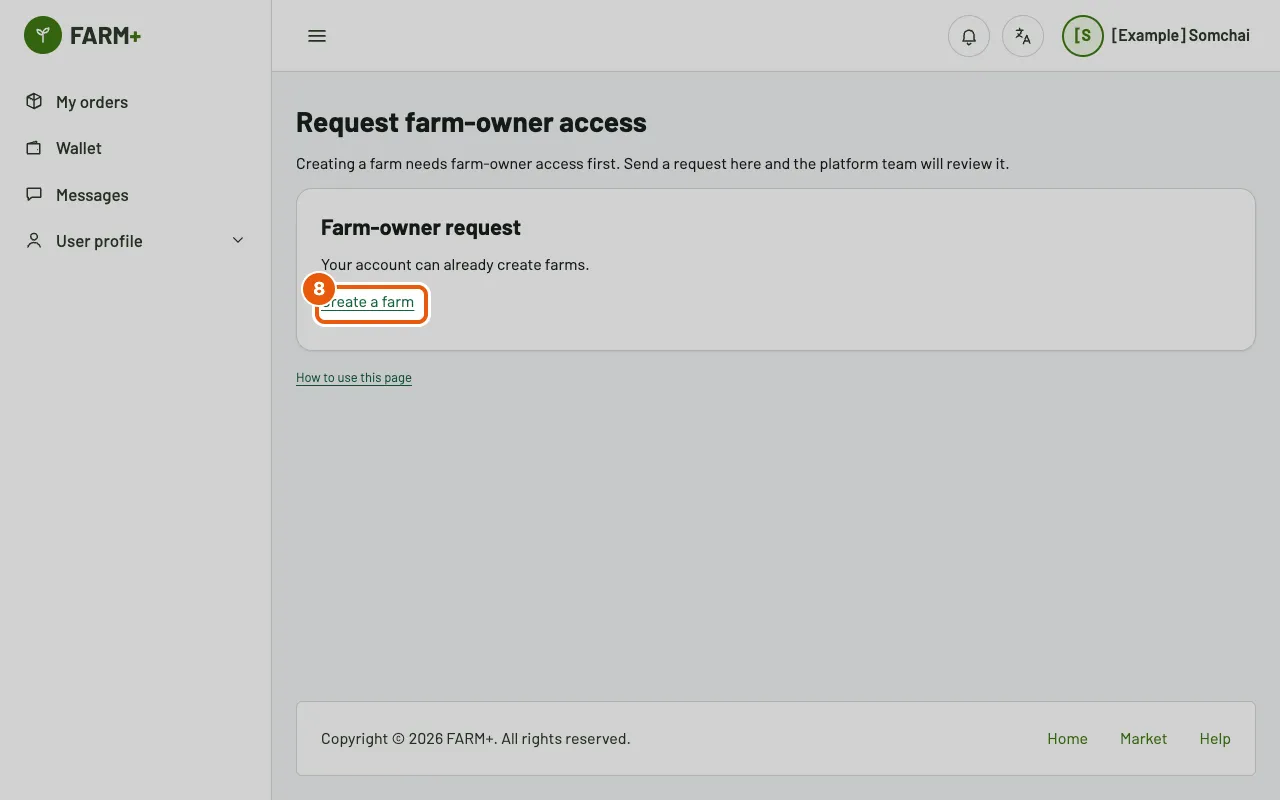 FARM+
[S
[Example] Somchai
My orders
Wallet
Messages
User profile
Request farm-owner access
Creating a farm needs farm-owner access first. Send a request here and the platform team will review it.
Farm-owner request
Your account can already create farms.
8
Create a farm
How to use this page
Copyright © 2026 FARM+. All rights reserved.
Home
Market
Help